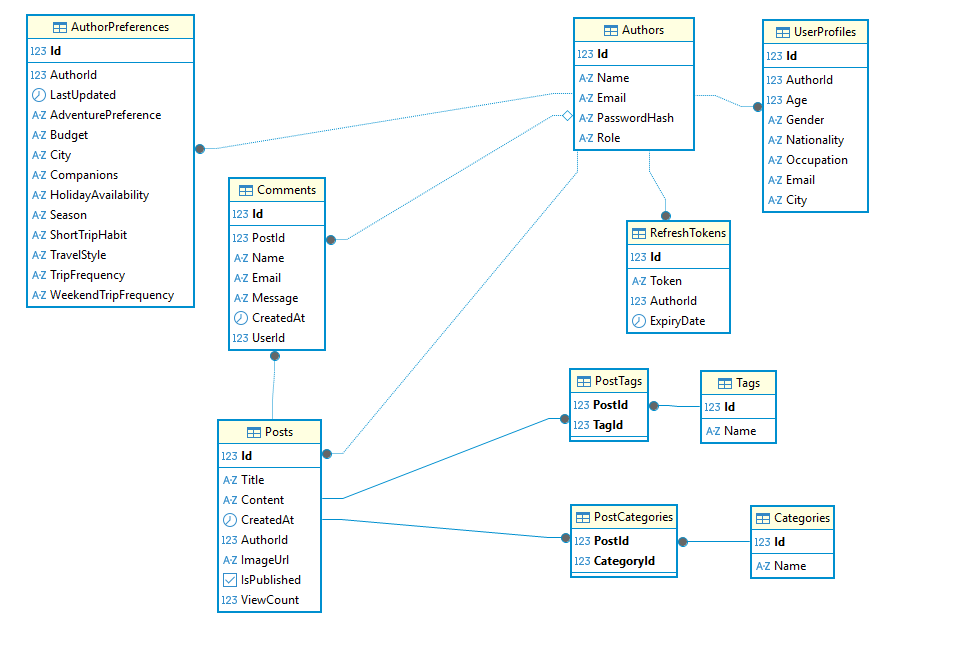 AuthorPreferences
123 Id
123 AuthorId
LastUpdated
A-Z AdventurePreference
A-Z Budget
A-Z City
A-Z Companions
A-Z HolidayAvailability
A-Z Season
A-Z ShortTripHabit
A-Z TravelStyle
A-Z TripFrequency
A-Z WeekendTripFrequency
Authors
123 Id
A-Z Name
A-Z Email
A-Z PasswordHash
A-Z Role
UserProfiles
123 Id
123 AuthorId
123 Age
A-Z Gender
A-Z Nationality
A-Z Occupation
A-Z Email
A-Z City
Comments
123 Id
123 PostId
A-Z Name
A-Z Email
A-Z Message
CreatedAt
123 UserId
RefreshTokens
123 Id
A-Z Token
123 AuthorId
ExpiryDate
Posts
123 Id
A-Z Title
A-Z Content
CreatedAt
123 AuthorId
A-Z ImageUrl
IsPublished
123 ViewCount
PostTags
123 PostId
123 TagId
Tags
123 Id
A-Z Name
PostCategories
123 PostId
123 CategoryId
Categories
123 Id
A-Z Name